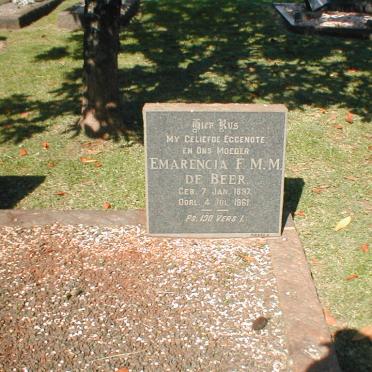 Hier Rus
My Geliefde Eggenote
en Ons Moeder
Emarencia F. M. M.
de Beer
Geb. 7 Jan. 1897
Oorl. 4 Jul. 1961
Ps. 130 Vers 1.